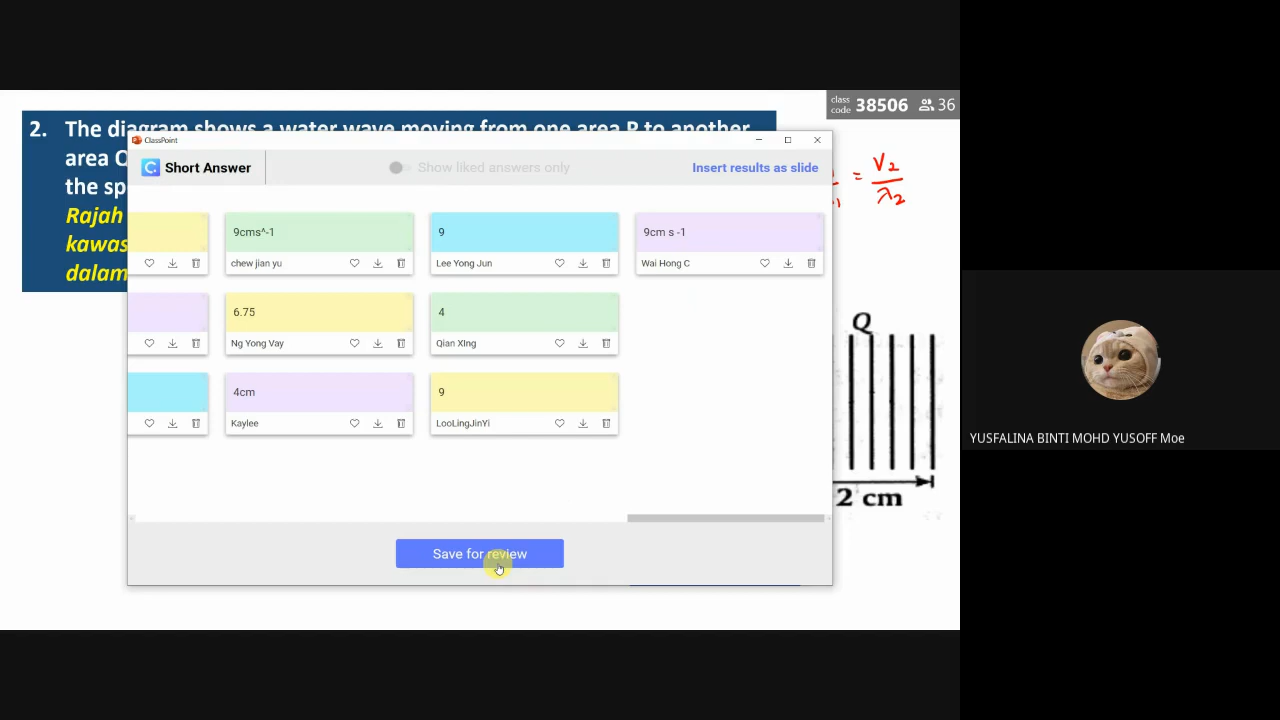 class
code 38506 36
2. The diagram shows a water wave moving from one area P to another
area Q
the sp
Rajah
kawas
dalam
ClassPoint
Short Answer
Show liked answers only
Insert results as slide
9cms^-1
chew jian yu
9
Lee Yong Jun
9cm s -1
Wai Hong C
6.75
Ng Yong Vay
4
Qian XIng
4cm
Kaylee
9
LooLingJinYi
Save for review
= V2
λ2
Q
2 cm
YUSFALINA BINTI MOHD YUSOFF Moe